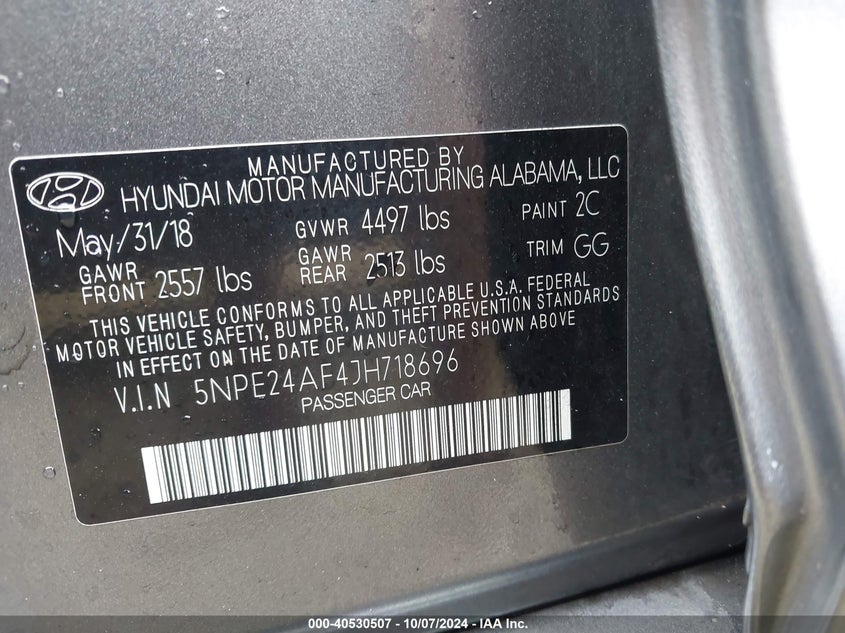 MANUFACTURED BY
HYUNDAI MOTOR MANUFACTURING ALABAMA, LLC
May/31/18 GVWR 4497 lbs PAINT 2C
GAWR FRONT 2557 lbs GAWR REAR 2513 lbs TRIM GG
THIS VEHICLE CONFORMS TO ALL APPLICABLE U.S.A. FEDERAL
MOTOR VEHICLE SAFETY, BUMPER, AND THEFT PREVENTION STANDARDS
IN EFFECT ON THE DATE OF MANUFACTURE SHOWN ABOVE
V.I.N 5NPE24AF4JH718696
PASSENGER CAR
000-40530507 - 10/07/2024 - IAA Inc.